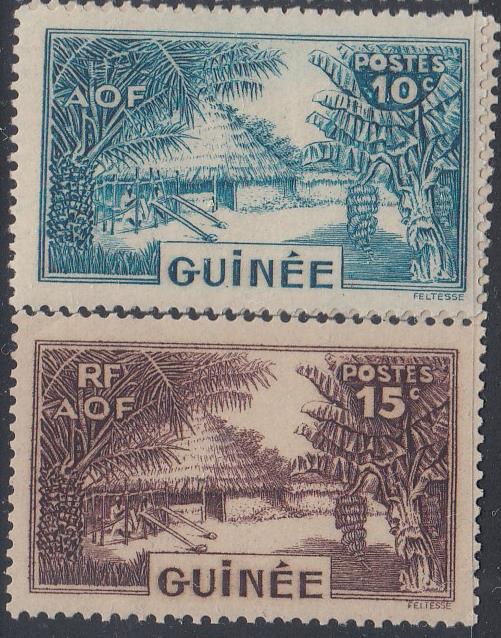 POSTES
AOF 10c
GUINÉE
FELTESSE
RF POSTES
AOF 15c
GUINÉE
FELTESSE